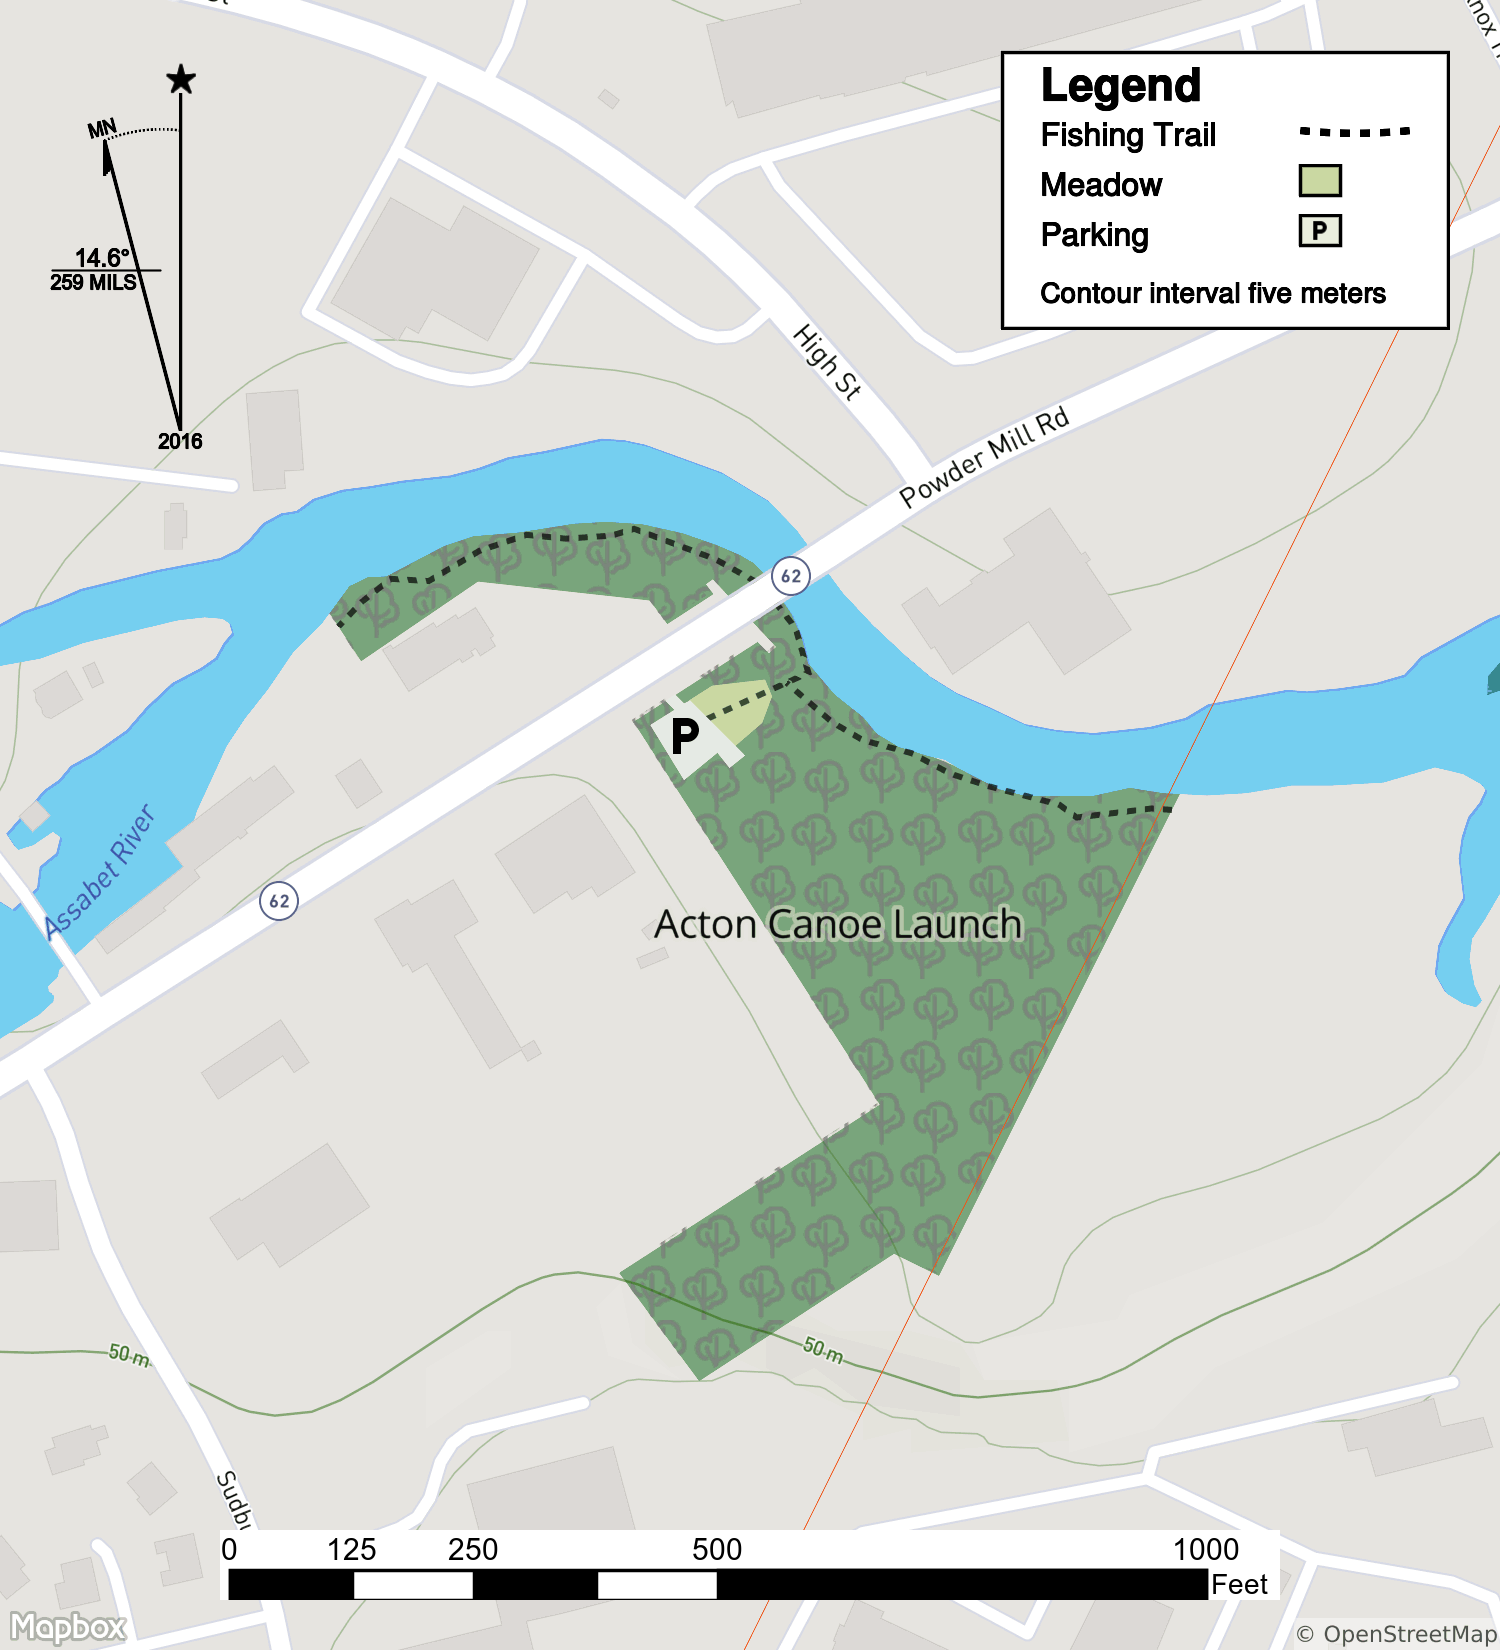 Legend
Fishing Trail
Meadow
Parking P
Contour interval five meters
MN
14.6°
259 MILS
2016
High St
Powder Mill Rd
62
P
Assabet River
62
Acton Canoe Launch
50 m
50 m
0 125 250 500 1000
Feet
Mapbox
© OpenStreetMap